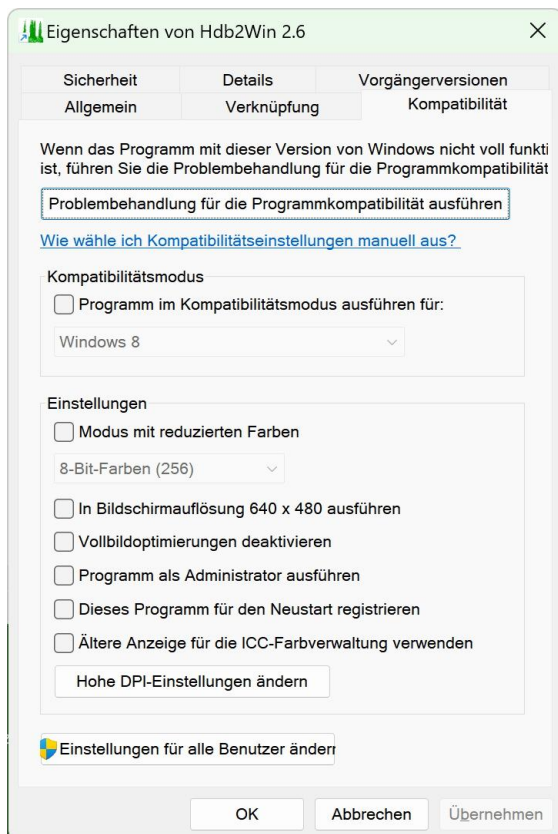 Eigenschaften von Hdb2Win 2.6
Sicherheit Details Vorgängerversionen
Allgemein Verknüpfung Kompatibilität
Wenn das Programm mit dieser Version von Windows nicht voll funkti
ist, führen Sie die Problembehandlung für die Programmkompatibilität
Problembehandlung für die Programmkompatibilität ausführen
Wie wähle ich Kompatibilitätseinstellungen manuell aus?
Kompatibilitätsmodus
Programm im Kompatibilitätsmodus ausführen für:
Windows 8
Einstellungen
Modus mit reduzierten Farben
8-Bit-Farben (256)
In Bildschirmauflösung 640 x 480 ausführen
Vollbildoptimierungen deaktivieren
Programm als Administrator ausführen
Dieses Programm für den Neustart registrieren
Ältere Anzeige für die ICC-Farbverwaltung verwenden
Hohe DPI-Einstellungen ändern
Einstellungen für alle Benutzer ändern
OK Abbrechen Übernehmen